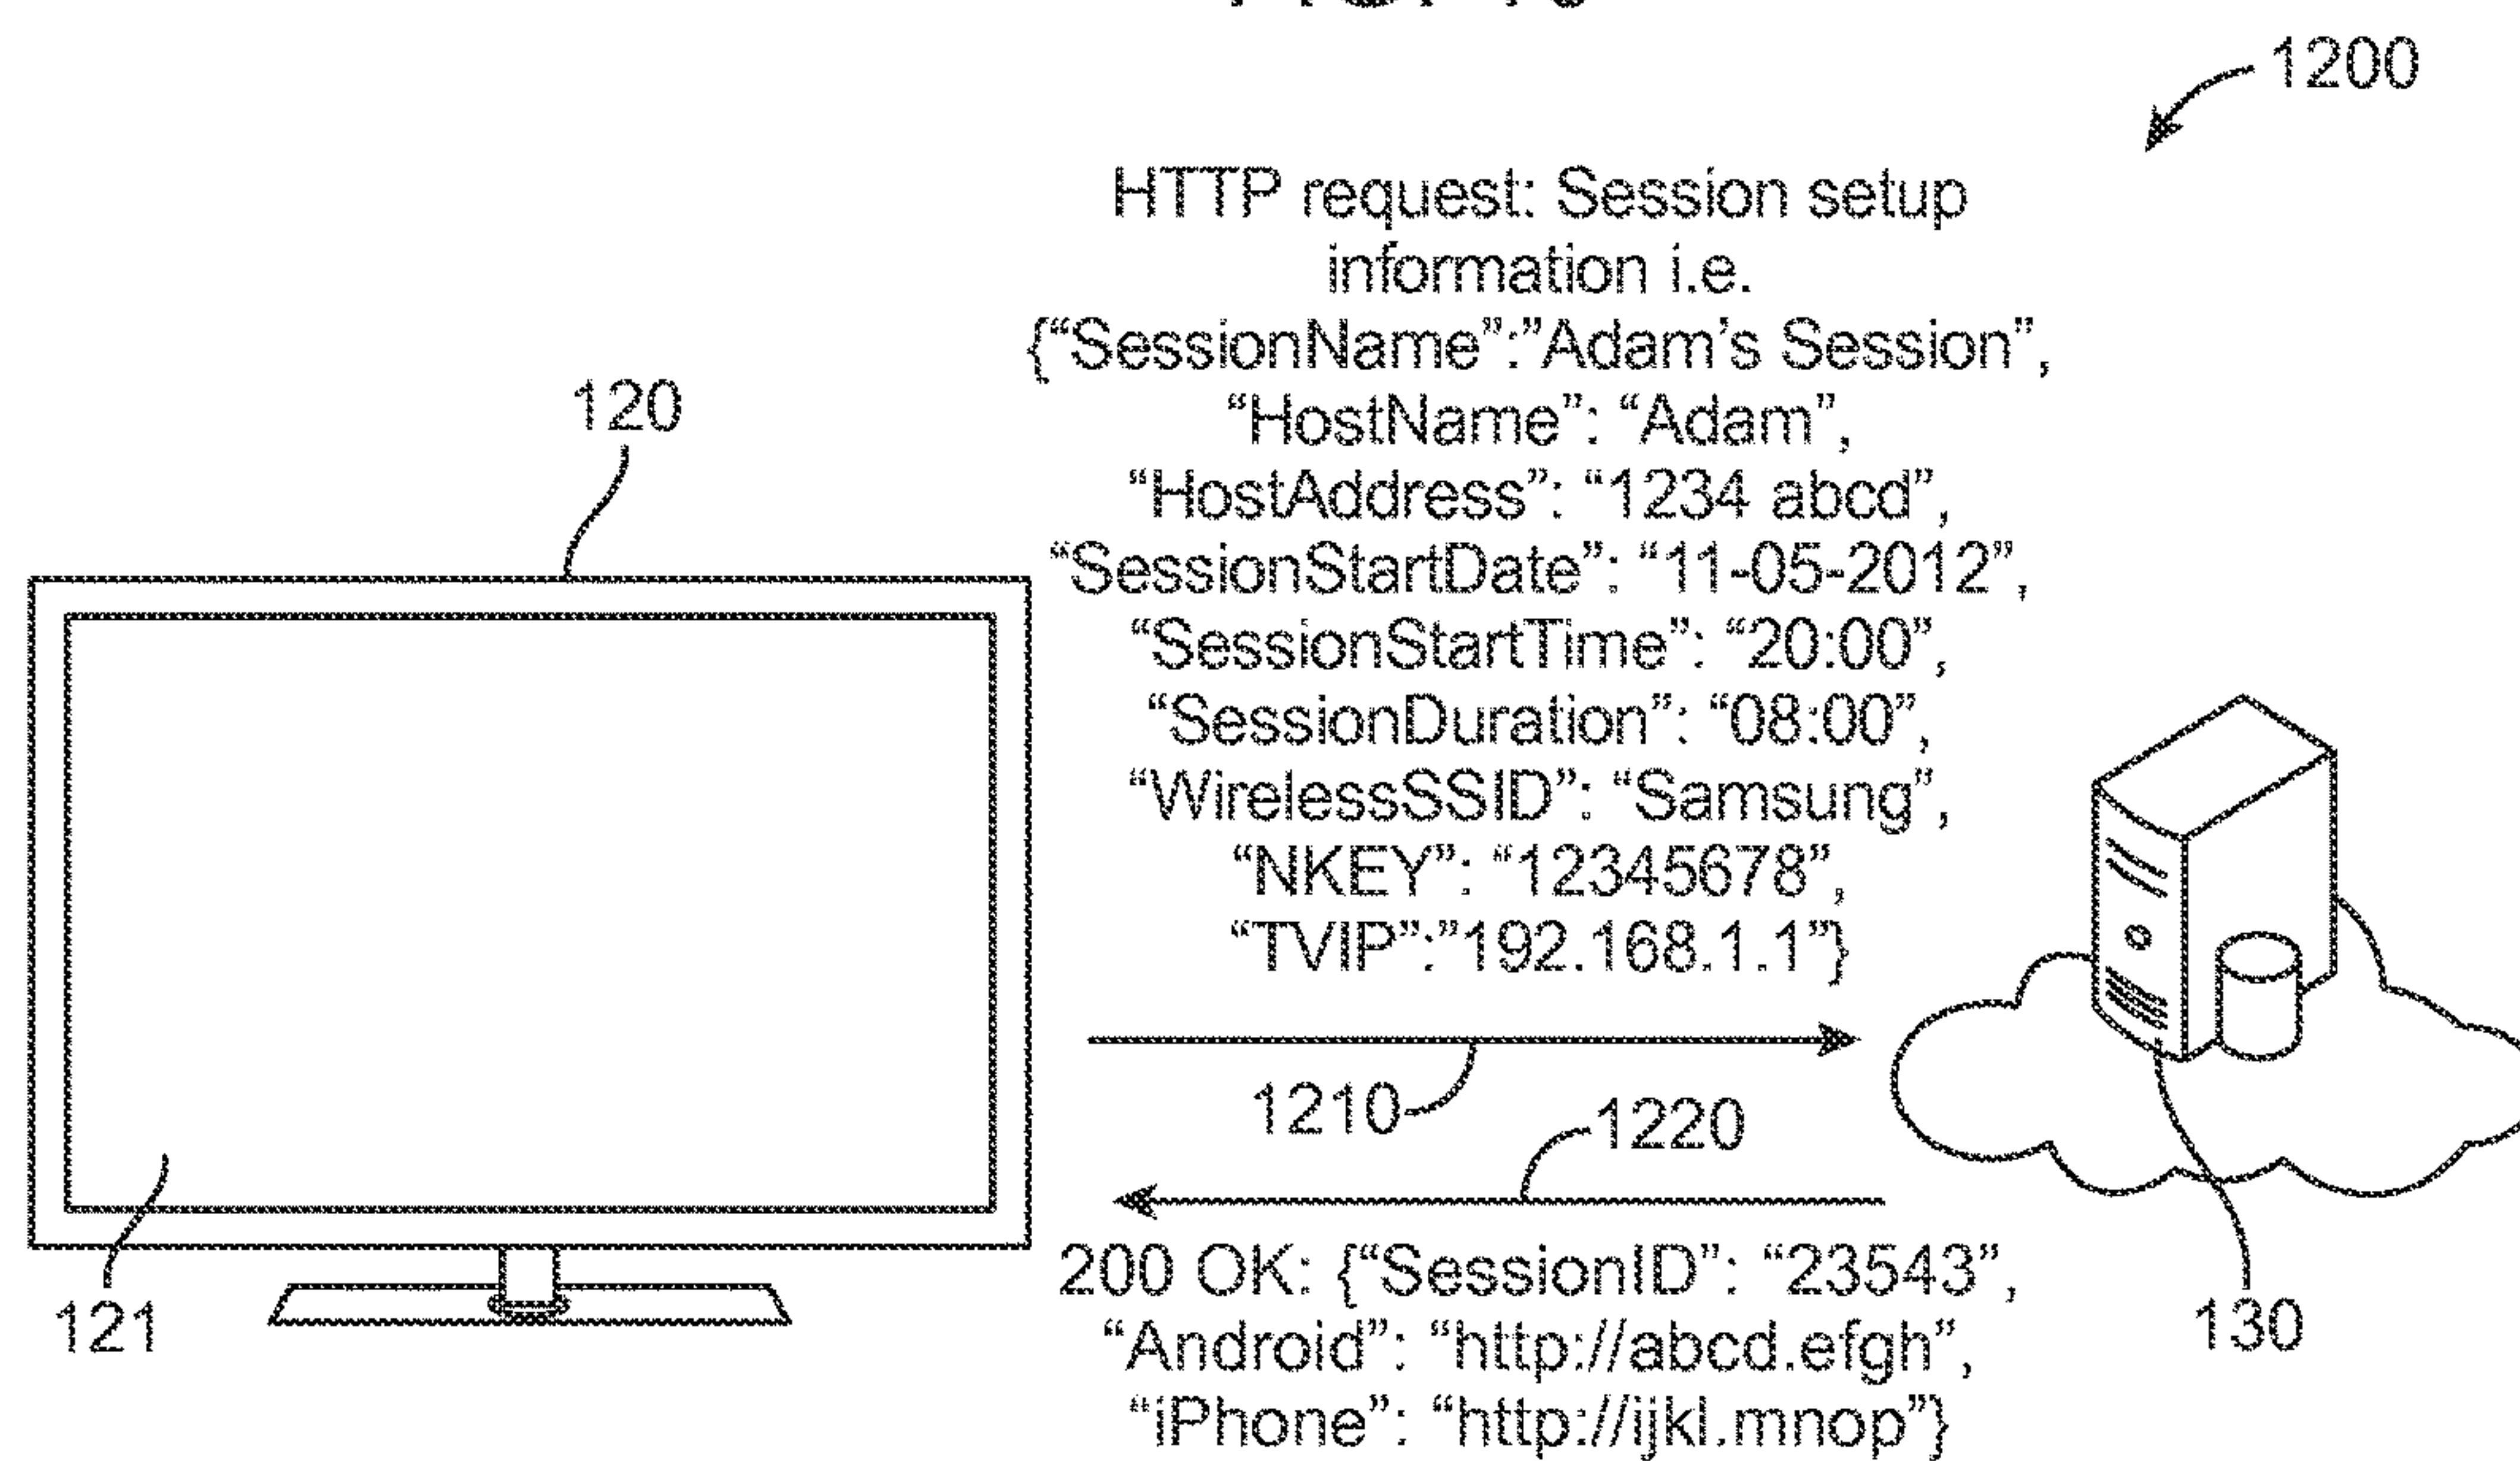 1200
HTTP request: Session setup
information i.e.
{“SessionName”:”Adam’s Session”,
“HostName”: “Adam”,
“HostAddress”: “1234 abcd”,
“SessionStartDate”: “11-05-2012”,
“SessionStartTime”: “20:00”,
“SessionDuration”: “08:00”,
“WirelessSSID”: “Samsung”,
“NKEY”: “12345678”,
“TVIP”:”192.168.1.1”}
120
1210
1220
121
200 OK: {“SessionID”: “23543”,
“Android”: “http://abcd.efgh”,
“iPhone”: “http://ijkl.mnop”}
130